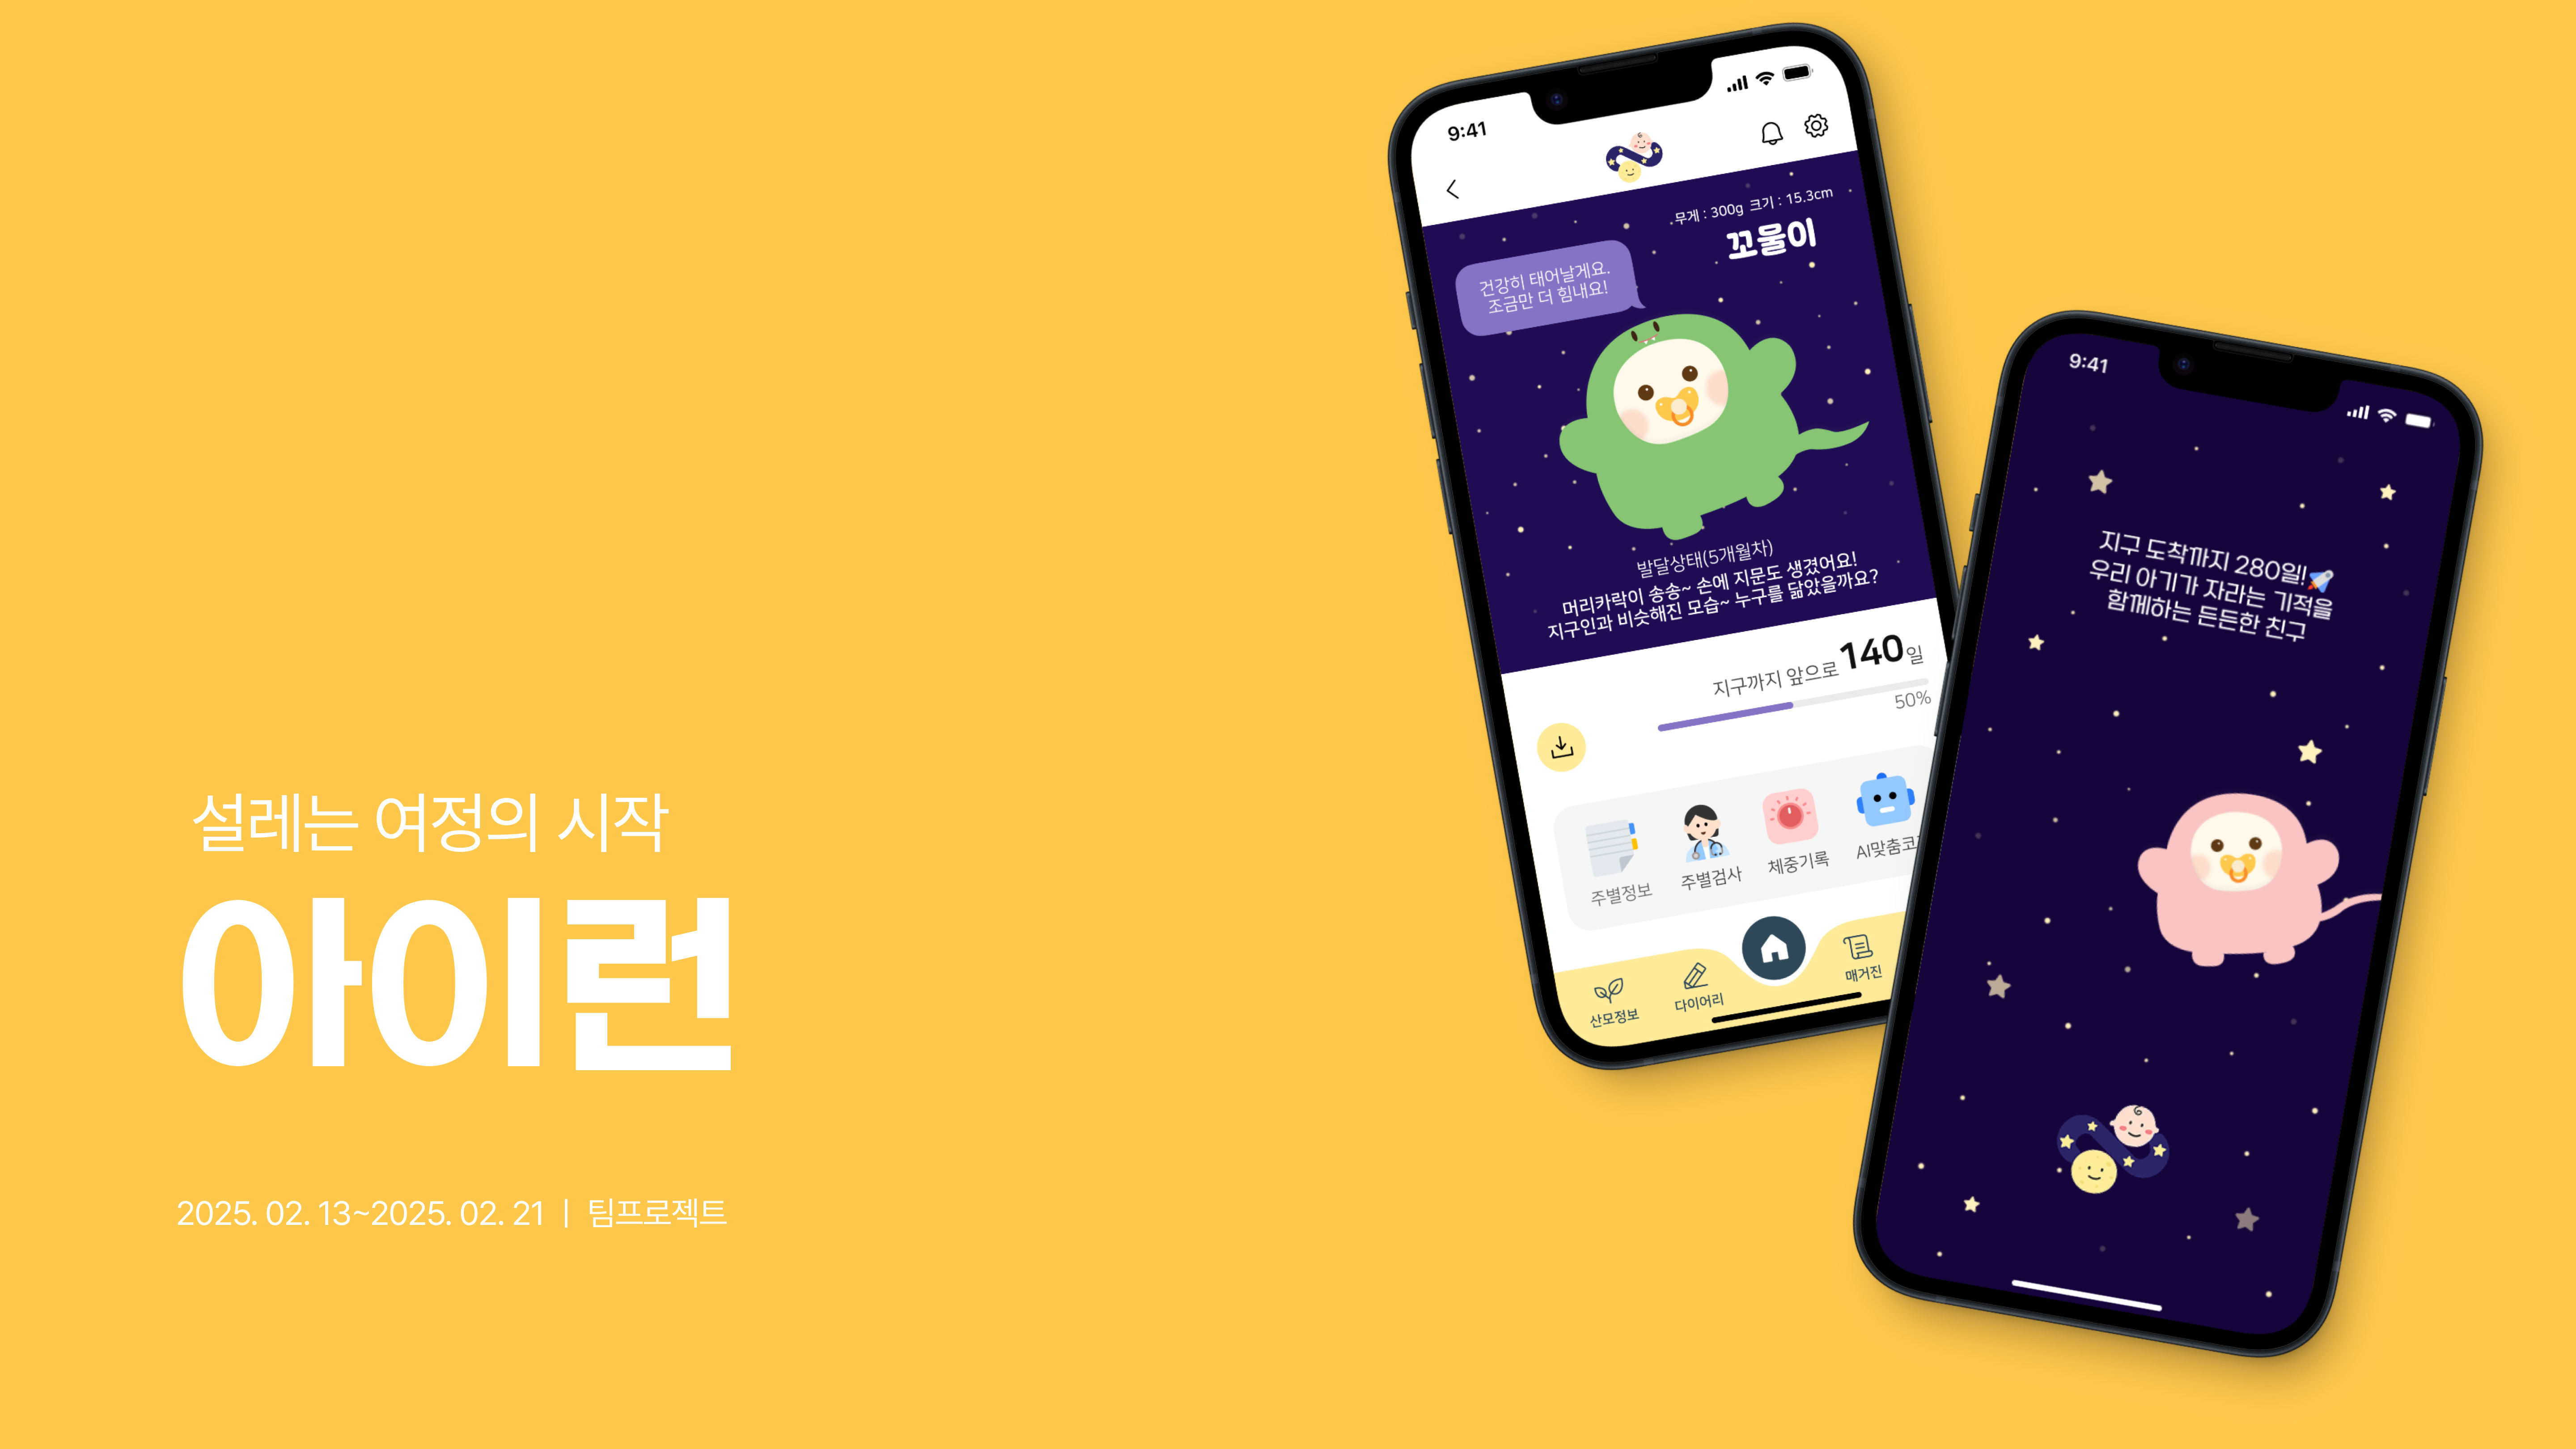 설레는 여정의 시작
아이런
2025. 02. 13~2025. 02. 21 | 팀프로젝트
9:41
무게 : 300g 크기 : 15.3cm
꼬물이
건강히 태어날게요.
조금만 더 힘내요!
발달상태(5개월차)
머리카락이 송송~ 손에 지문도 생겼어요!
지구인과 비슷해진 모습~ 누구를 닮았을까요?
지구까지 앞으로 140일
50%
주별정보 주별검사 체중기록 AI맞춤코
산모정보 다이어리 매거진
9:41
지구 도착까지 280일!🚀
우리 아기가 자라는 기적을
함께하는 든든한 친구